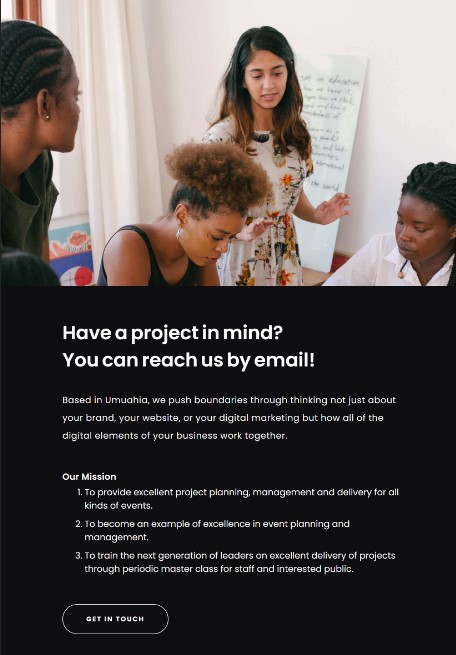 Have a project in mind?
You can reach us by email!
Based in Umuahia, we push boundaries through thinking not just about
your brand, your website, or your digital marketing but how all of the
digital elements of your business work together.
Our Mission
1. To provide excellent project planning, management and delivery for all
kinds of events.
2. To become an example of excellence in event planning and
management.
3. To train the next generation of leaders on excellent delivery of projects
through periodic master class for staff and interested public.
GET IN TOUCH